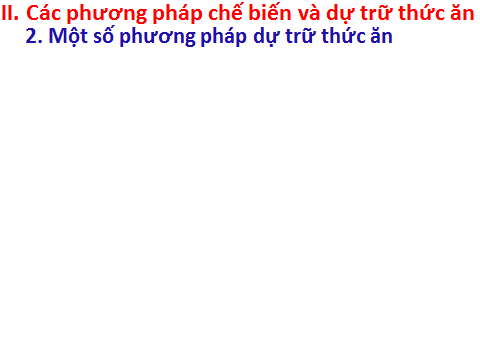 II. Các phương pháp chế biến và dự trữ thức ăn
2. Một số phương pháp dự trữ thức ăn